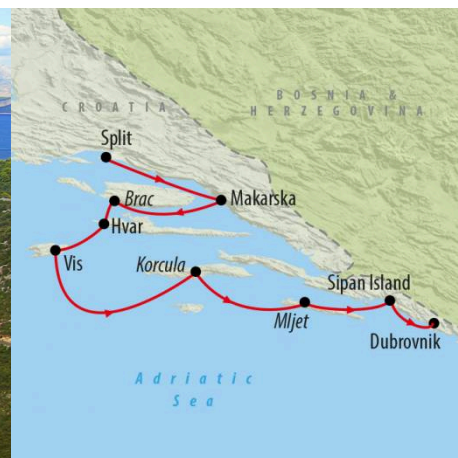 CROATIA
BOSNIA &
HERZEGOVINA
Split
Brac
Makarska
Hvar
Vis
Korcula
Sipan Island
Mljet
Dubrovnik
Adriatic
Sea